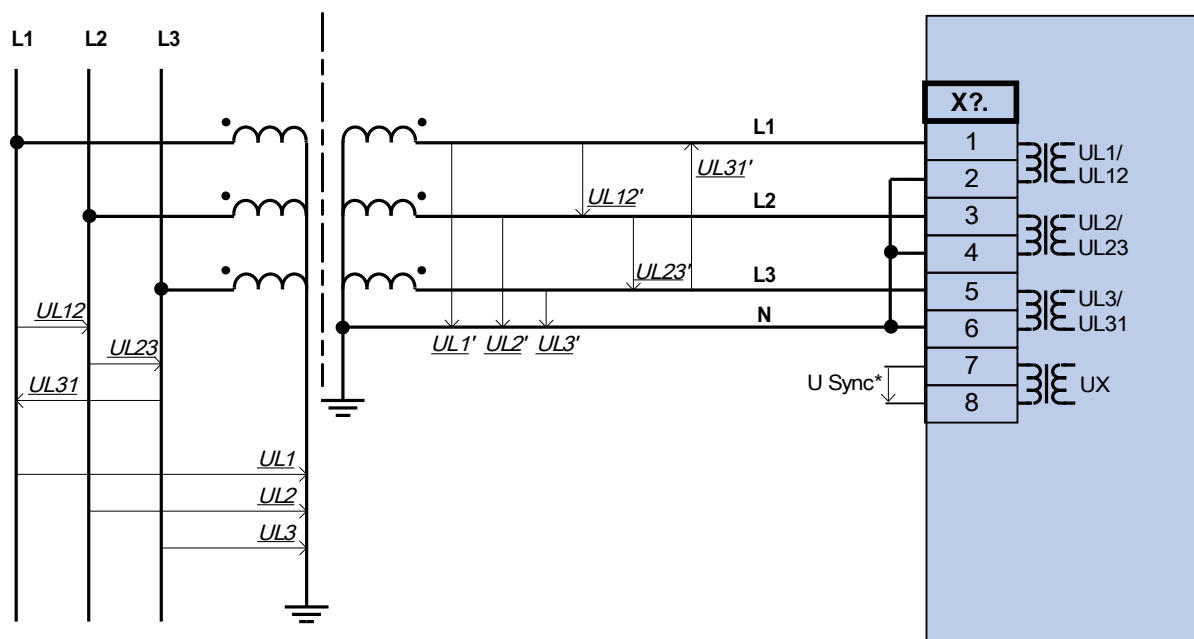 L1 L2 L3
X?.
L1
1
UL1/
UL12
UL31'
2
UL12'
L2
3
UL2/
UL23
4
UL23'
L3
5
UL3/
UL31
UL12
N
6
UL1' UL2' UL3'
UL23
7
U Sync*
UX
UL31
8
UL1
UL2
UL3